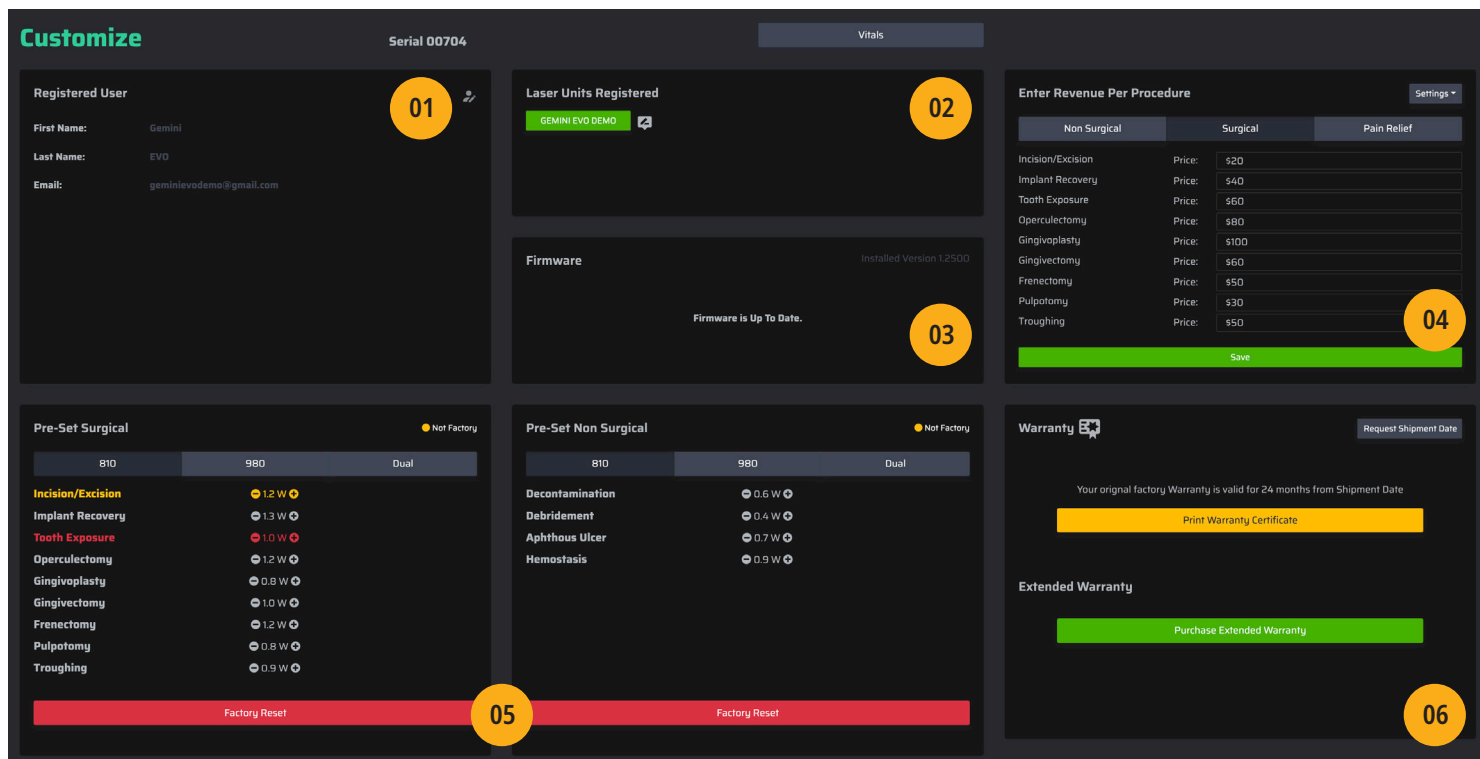 Customize
Serial 00704
Vitals
Registered User
01
First Name: Gemini
Last Name: EVO
Email: geminievodemo@gmail.com
Laser Units Registered
02
GEMINI EVO DEMO
Firmware
Installed Version 1.2500
Firmware is Up To Date.
03
Enter Revenue Per Procedure
Settings
Non Surgical Surgical Pain Relief
Incision/Excision Price: $20
Implant Recovery Price: $40
Tooth Exposure Price: $60
Operculectomy Price: $80
Gingivoplasty Price: $100
Gingivectomy Price: $60
Frenectomy Price: $50
Pulpotomy Price: $30
Troughing Price: $50
04
Save
Pre-Set Surgical
Not Factory
810 980 Dual
Incision/Excision 1.2 W
Implant Recovery 1.3 W
Tooth Exposure 1.0 W
Operculectomy 1.2 W
Gingivoplasty 0.8 W
Gingivectomy 1.0 W
Frenectomy 1.2 W
Pulpotomy 0.8 W
Troughing 0.9 W
Factory Reset
05
Pre-Set Non Surgical
Not Factory
810 980 Dual
Decontamination 0.6 W
Debridement 0.4 W
Aphthous Ulcer 0.7 W
Hemostasis 0.9 W
Factory Reset
Warranty
Request Shipment Date
Your orignal factory Warranty is valid for 24 months from Shipment Date
Print Warranty Certificate
Extended Warranty
Purchase Extended Warranty
06